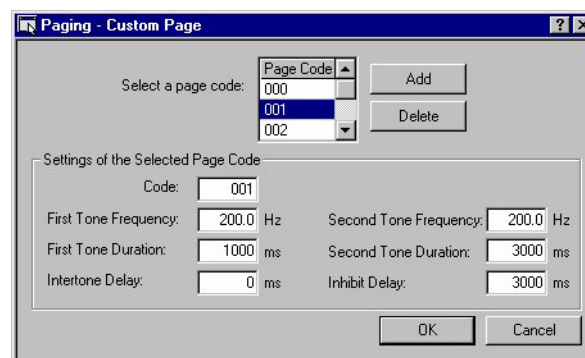 Paging - Custom Page
Select a page code:
Page Code
000
001
002
Add
Delete
Settings of the Selected Page Code
Code: 001
First Tone Frequency: 200.0 Hz Second Tone Frequency: 200.0 Hz
First Tone Duration: 1000 ms Second Tone Duration: 3000 ms
Intertone Delay: 0 ms Inhibit Delay: 3000 ms
OK Cancel